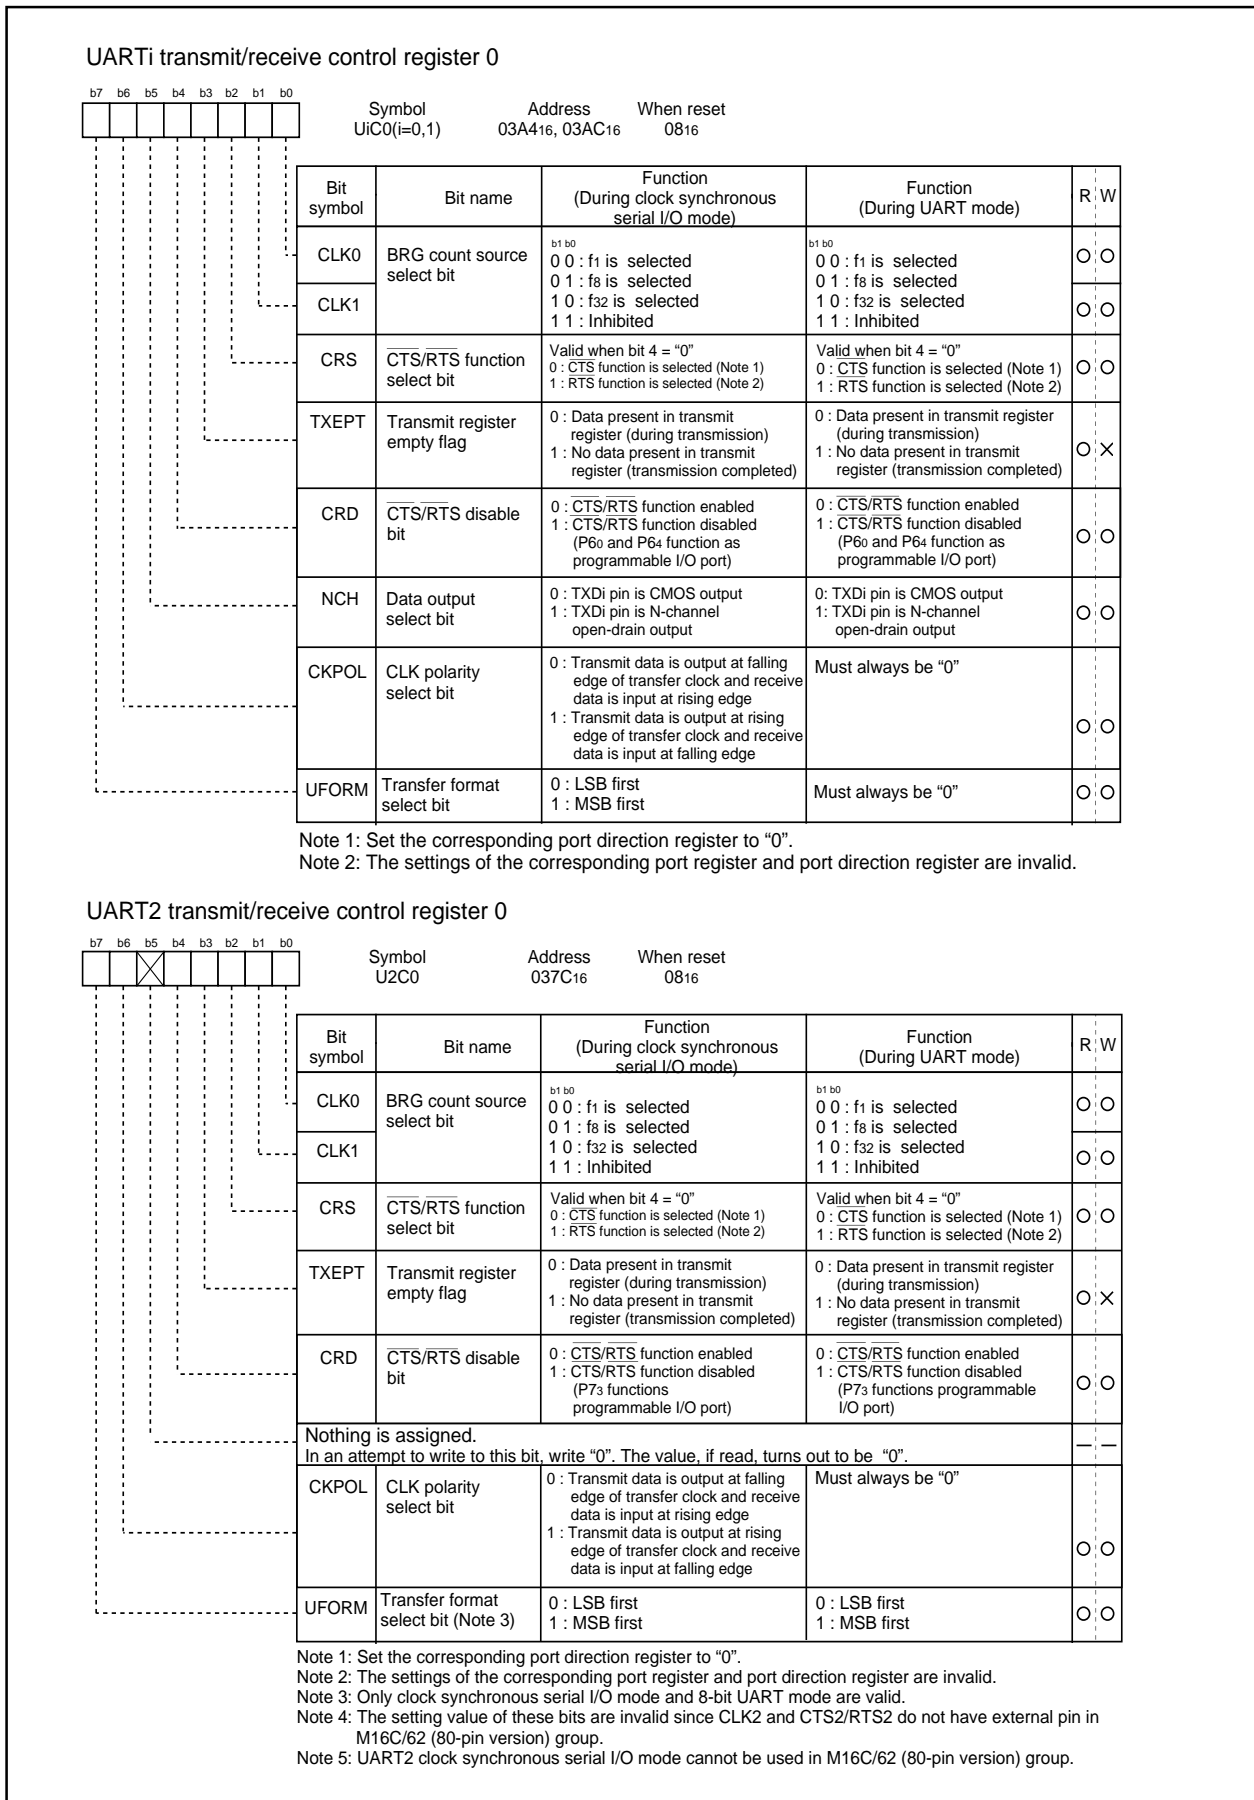 UARTi transmit/receive control register 0
b7 b6 b5 b4 b3 b2 b1 b0
Symbol Address When reset
UiC0(i=0,1) 03A416, 03AC16 0816
Bit symbol Bit name Function (During clock synchronous serial I/O mode) Function (During UART mode) R W
CLK0 BRG count source select bit
b1 b0
0 0 : f1 is selected
0 1 : f8 is selected
1 0 : f32 is selected
1 1 : Inhibited
b1 b0
0 0 : f1 is selected
0 1 : f8 is selected
1 0 : f32 is selected
1 1 : Inhibited
CLK1
CRS CTS/RTS function select bit
Valid when bit 4 = “0”
0 : CTS function is selected (Note 1)
1 : RTS function is selected (Note 2)
Valid when bit 4 = “0”
0 : CTS function is selected (Note 1)
1 : RTS function is selected (Note 2)
TXEPT Transmit register empty flag
0 : Data present in transmit
register (during transmission)
1 : No data present in transmit
register (transmission completed)
0 : Data present in transmit register
(during transmission)
1 : No data present in transmit
register (transmission completed)
CRD CTS/RTS disable bit
0 : CTS/RTS function enabled
1 : CTS/RTS function disabled
(P60 and P64 function as
programmable I/O port)
0 : CTS/RTS function enabled
1 : CTS/RTS function disabled
(P60 and P64 function as
programmable I/O port)
NCH Data output select bit
0 : TXDi pin is CMOS output
1 : TXDi pin is N-channel
open-drain output
0: TXDi pin is CMOS output
1: TXDi pin is N-channel
open-drain output
CKPOL CLK polarity select bit
0 : Transmit data is output at falling
edge of transfer clock and receive
data is input at rising edge
1 : Transmit data is output at rising
edge of transfer clock and receive
data is input at falling edge
Must always be “0”
UFORM Transfer format select bit
0 : LSB first
1 : MSB first
Must always be “0”
Note 1: Set the corresponding port direction register to “0”.
Note 2: The settings of the corresponding port register and port direction register are invalid.
UART2 transmit/receive control register 0
b7 b6 b5 b4 b3 b2 b1 b0
Symbol Address When reset
U2C0 037C16 0816
Bit symbol Bit name Function (During clock synchronous serial I/O mode) Function (During UART mode) R W
CLK0 BRG count source select bit
b1 b0
0 0 : f1 is selected
0 1 : f8 is selected
1 0 : f32 is selected
1 1 : Inhibited
b1 b0
0 0 : f1 is selected
0 1 : f8 is selected
1 0 : f32 is selected
1 1 : Inhibited
CLK1
CRS CTS/RTS function select bit
Valid when bit 4 = “0”
0 : CTS function is selected (Note 1)
1 : RTS function is selected (Note 2)
Valid when bit 4 = “0”
0 : CTS function is selected (Note 1)
1 : RTS function is selected (Note 2)
TXEPT Transmit register empty flag
0 : Data present in transmit
register (during transmission)
1 : No data present in transmit
register (transmission completed)
0 : Data present in transmit register
(during transmission)
1 : No data present in transmit
register (transmission completed)
CRD CTS/RTS disable bit
0 : CTS/RTS function enabled
1 : CTS/RTS function disabled
(P73 functions
programmable I/O port)
0 : CTS/RTS function enabled
1 : CTS/RTS function disabled
(P73 functions programmable
I/O port)
Nothing is assigned.
In an attempt to write to this bit, write “0”. The value, if read, turns out to be “0”.
CKPOL CLK polarity select bit
0 : Transmit data is output at falling
edge of transfer clock and receive
data is input at rising edge
1 : Transmit data is output at rising
edge of transfer clock and receive
data is input at falling edge
Must always be “0”
UFORM Transfer format select bit (Note 3)
0 : LSB first
1 : MSB first
0 : LSB first
1 : MSB first
Note 1: Set the corresponding port direction register to “0”.
Note 2: The settings of the corresponding port register and port direction register are invalid.
Note 3: Only clock synchronous serial I/O mode and 8-bit UART mode are valid.
Note 4: The setting value of these bits are invalid since CLK2 and CTS2/RTS2 do not have external pin in
M16C/62 (80-pin version) group.
Note 5: UART2 clock synchronous serial I/O mode cannot be used in M16C/62 (80-pin version) group.